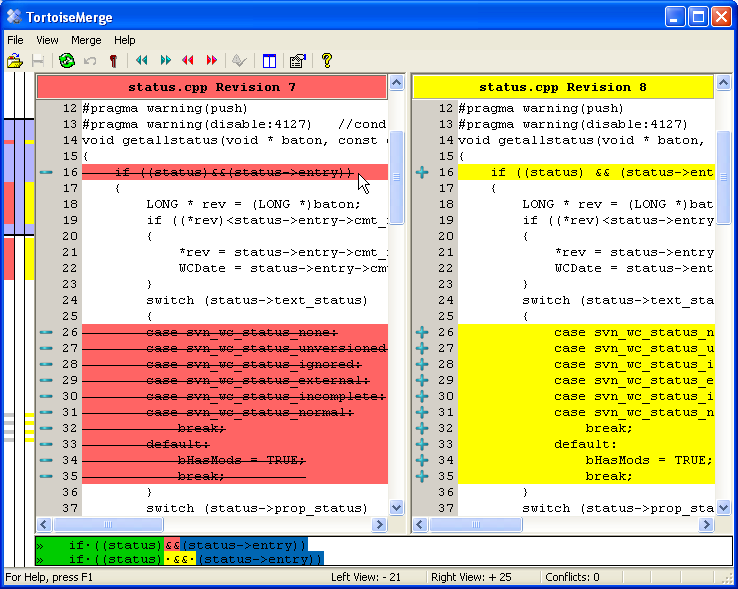 TortoiseMerge
File View Merge Help
status.cpp Revision 7
12 #pragma warning(push)
13 #pragma warning(disable:4127) //cond
14 void getallstatus(void * baton, const
15 {
16 if ((status)&&(status->entry))
17 {
18 LONG * rev = (LONG *)baton;
19 if ((*rev)<status->entry->cmt_
20 {
21 *rev = status->entry->cmt_
22 WCDate = status->entry->cm
23 }
24 switch (status->text_status)
25 {
26 case svn_wc_status_none:
27 case svn_wc_status_unversioned
28 case svn_wc_status_ignored:
29 case svn_wc_status_external:
30 case svn_wc_status_incomplete:
31 case svn_wc_status_normal:
32 break;
33 default:
34 bHasMods = TRUE;
35 break;
36 }
37 switch (status->prop_status)
status.cpp Revision 8
12 #pragma warning(push)
13 #pragma warning(disable:4127)
14 void getallstatus(void * baton,
15 {
16 if ((status) && (status->ent
17 {
18 LONG * rev = (LONG *)bat
19 if ((*rev)<status->entry
20 {
21 *rev = status->entry
22 WCDate = status->ent
23 }
24 switch (status->text_sta
25 {
26 case svn_wc_status_n
27 case svn_wc_status_u
28 case svn_wc_status_i
29 case svn_wc_status_e
30 case svn_wc_status_i
31 case svn_wc_status_n
32 break;
33 default:
34 bHasMods = TRUE;
35 break;
36 }
37 switch (status->prop_sta
» if·((status)&&(status->entry))
» if·((status)·&&·(status->entry))
For Help, press F1 Left View: - 21 Right View: + 25 Conflicts: 0